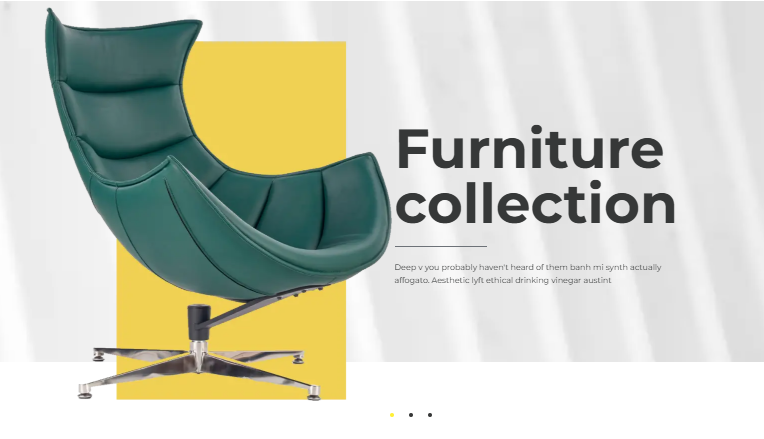 Furniture
collection
Deep v you probably haven't heard of them banh mi synth actually
affogato. Aesthetic lyft ethical drinking vinegar austint